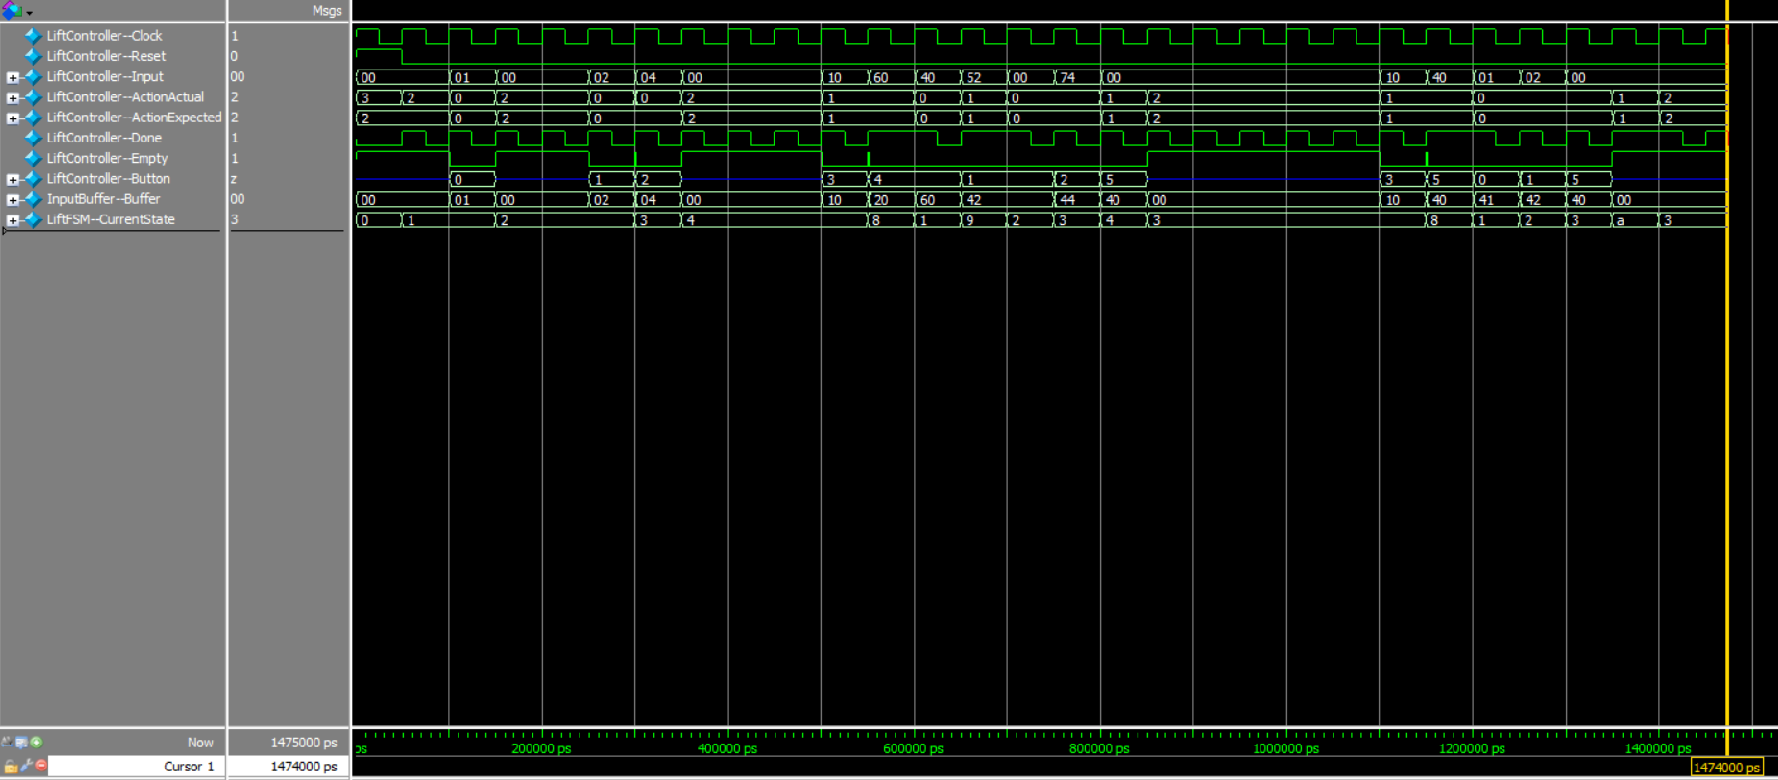 Msgs
LiftController--Clock 1
LiftController--Reset 0
LiftController--Input 00 00 01 00 02 04 00 10 60 40 52 00 74 00 10 40 01 02 00
LiftController--ActionActual 2 3 2 0 2 0 0 2 1 0 1 0 1 2 1 0 1 2
LiftController--ActionExpected 2 2 0 2 0 2 1 0 1 0 1 2 1 0 1 2
LiftController--Done 1
LiftController--Empty 1
LiftController--Button z 0 1 2 3 4 1 2 5 3 5 0 1 5
InputBuffer--Buffer 00 00 01 00 02 04 00 10 20 60 42 44 40 00 10 40 41 42 40 00
LiftFSM--CurrentState 3 0 1 2 3 4 8 1 9 2 3 4 3 8 1 2 3 a 3
Now 1475000 ps ps 200000 ps 400000 ps 600000 ps 800000 ps 1000000 ps 1200000 ps 1400000 ps
Cursor 1 1474000 ps 1474000 ps